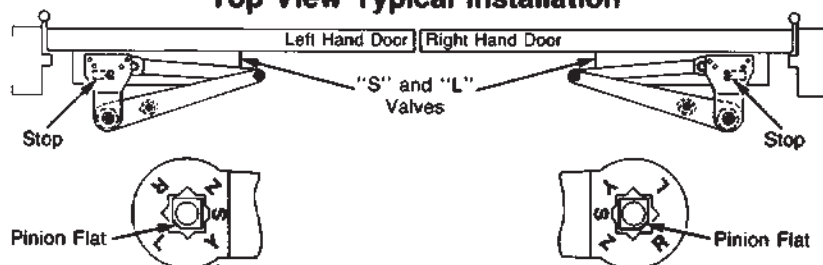 Top View Typical Installation
Left Hand Door Right Hand Door
"S" and "L"
Valves
Stop
Stop
R Z S Y L
Y L S Z R
Pinion Flat
Pinion Flat